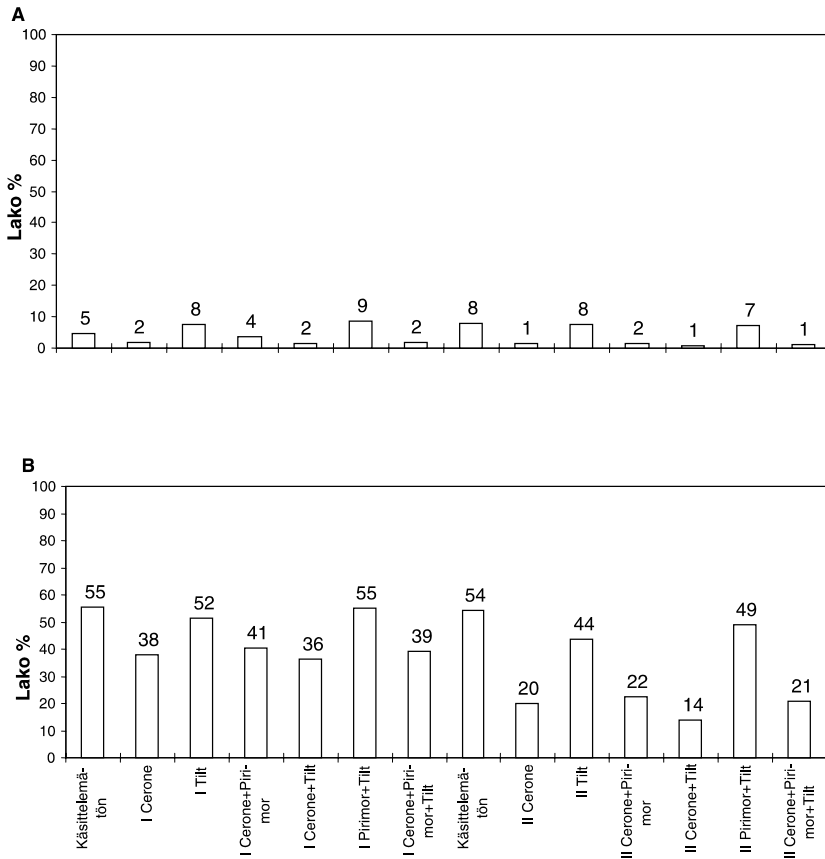 A
100
90
80
70
60
50
40
30
20
10
0
Lako %
5
2
8
4
2
9
2
8
1
8
2
1
7
1
B
100
90
80
70
60
50
40
30
20
10
0
Lako %
55
38
52
41
36
55
39
54
20
44
22
14
49
21
Käsittelemä-
tön
I Cerone
I Tilt
I Cerone+Piri-
mor
I Cerone+Tilt
I Pirimor+Tilt
I Cerone+Piri-
mor+Tilt
Käsittelemä-
tön
II Cerone
II Tilt
II Cerone+Piri-
mor
II Cerone+Tilt
II Pirimor+Tilt
II Cerone+Piri-
mor+Tilt